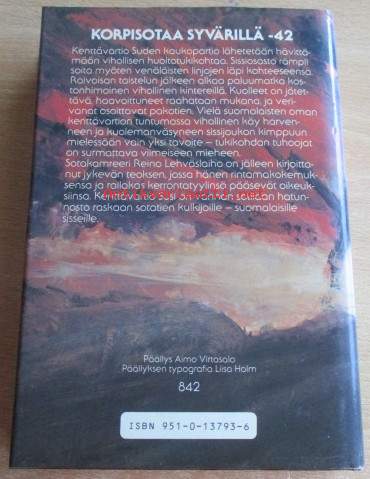 KORPISOTAA SYVÄRILLÄ -42
Kenttävartio Suden kaukopartio lähetetään hävittä-
mään vihollisen huoltotukikohtaa. Sissiosasto rämpii
soita myöten venäläisten linjojen läpi kohteeseensa.
Raivoisan taistelun jälkeen alkaa paluumatka kos-
tonhimoinen vihollinen kintereillä. Kuolleet on jätet-
tävä, haavoittuneet raahataan mukana, ja veri-
vanat osoittavat pakotien. Vielä suomalaisten oman
kenttävartion tuntumassa vihollinen käy harven-
neen ja kuolemanväsyneen sissijoukon kimppuun
mielessään vain yksi tavoite – tukikohdan tuhoojat
on surmattava viimeiseen mieheen.
Sotakamreeri Reino Lehväslaiho on jälleen kirjoitta-
nut jykevän teoksen, jossa hänen rintamakokemuk-
sensa ja railakas kerrontatyylinsä pääsevät oikeuk-
siinsa. Kenttävartio Susi on aidon sotilaan hatun-
nosto raskaan sotatien kulkijoille – suomalaisille
sisseille.
Päällys Aimo Virtasalo
Päällyksen typografia Liisa Holm
842
ISBN 951-0-13793-6